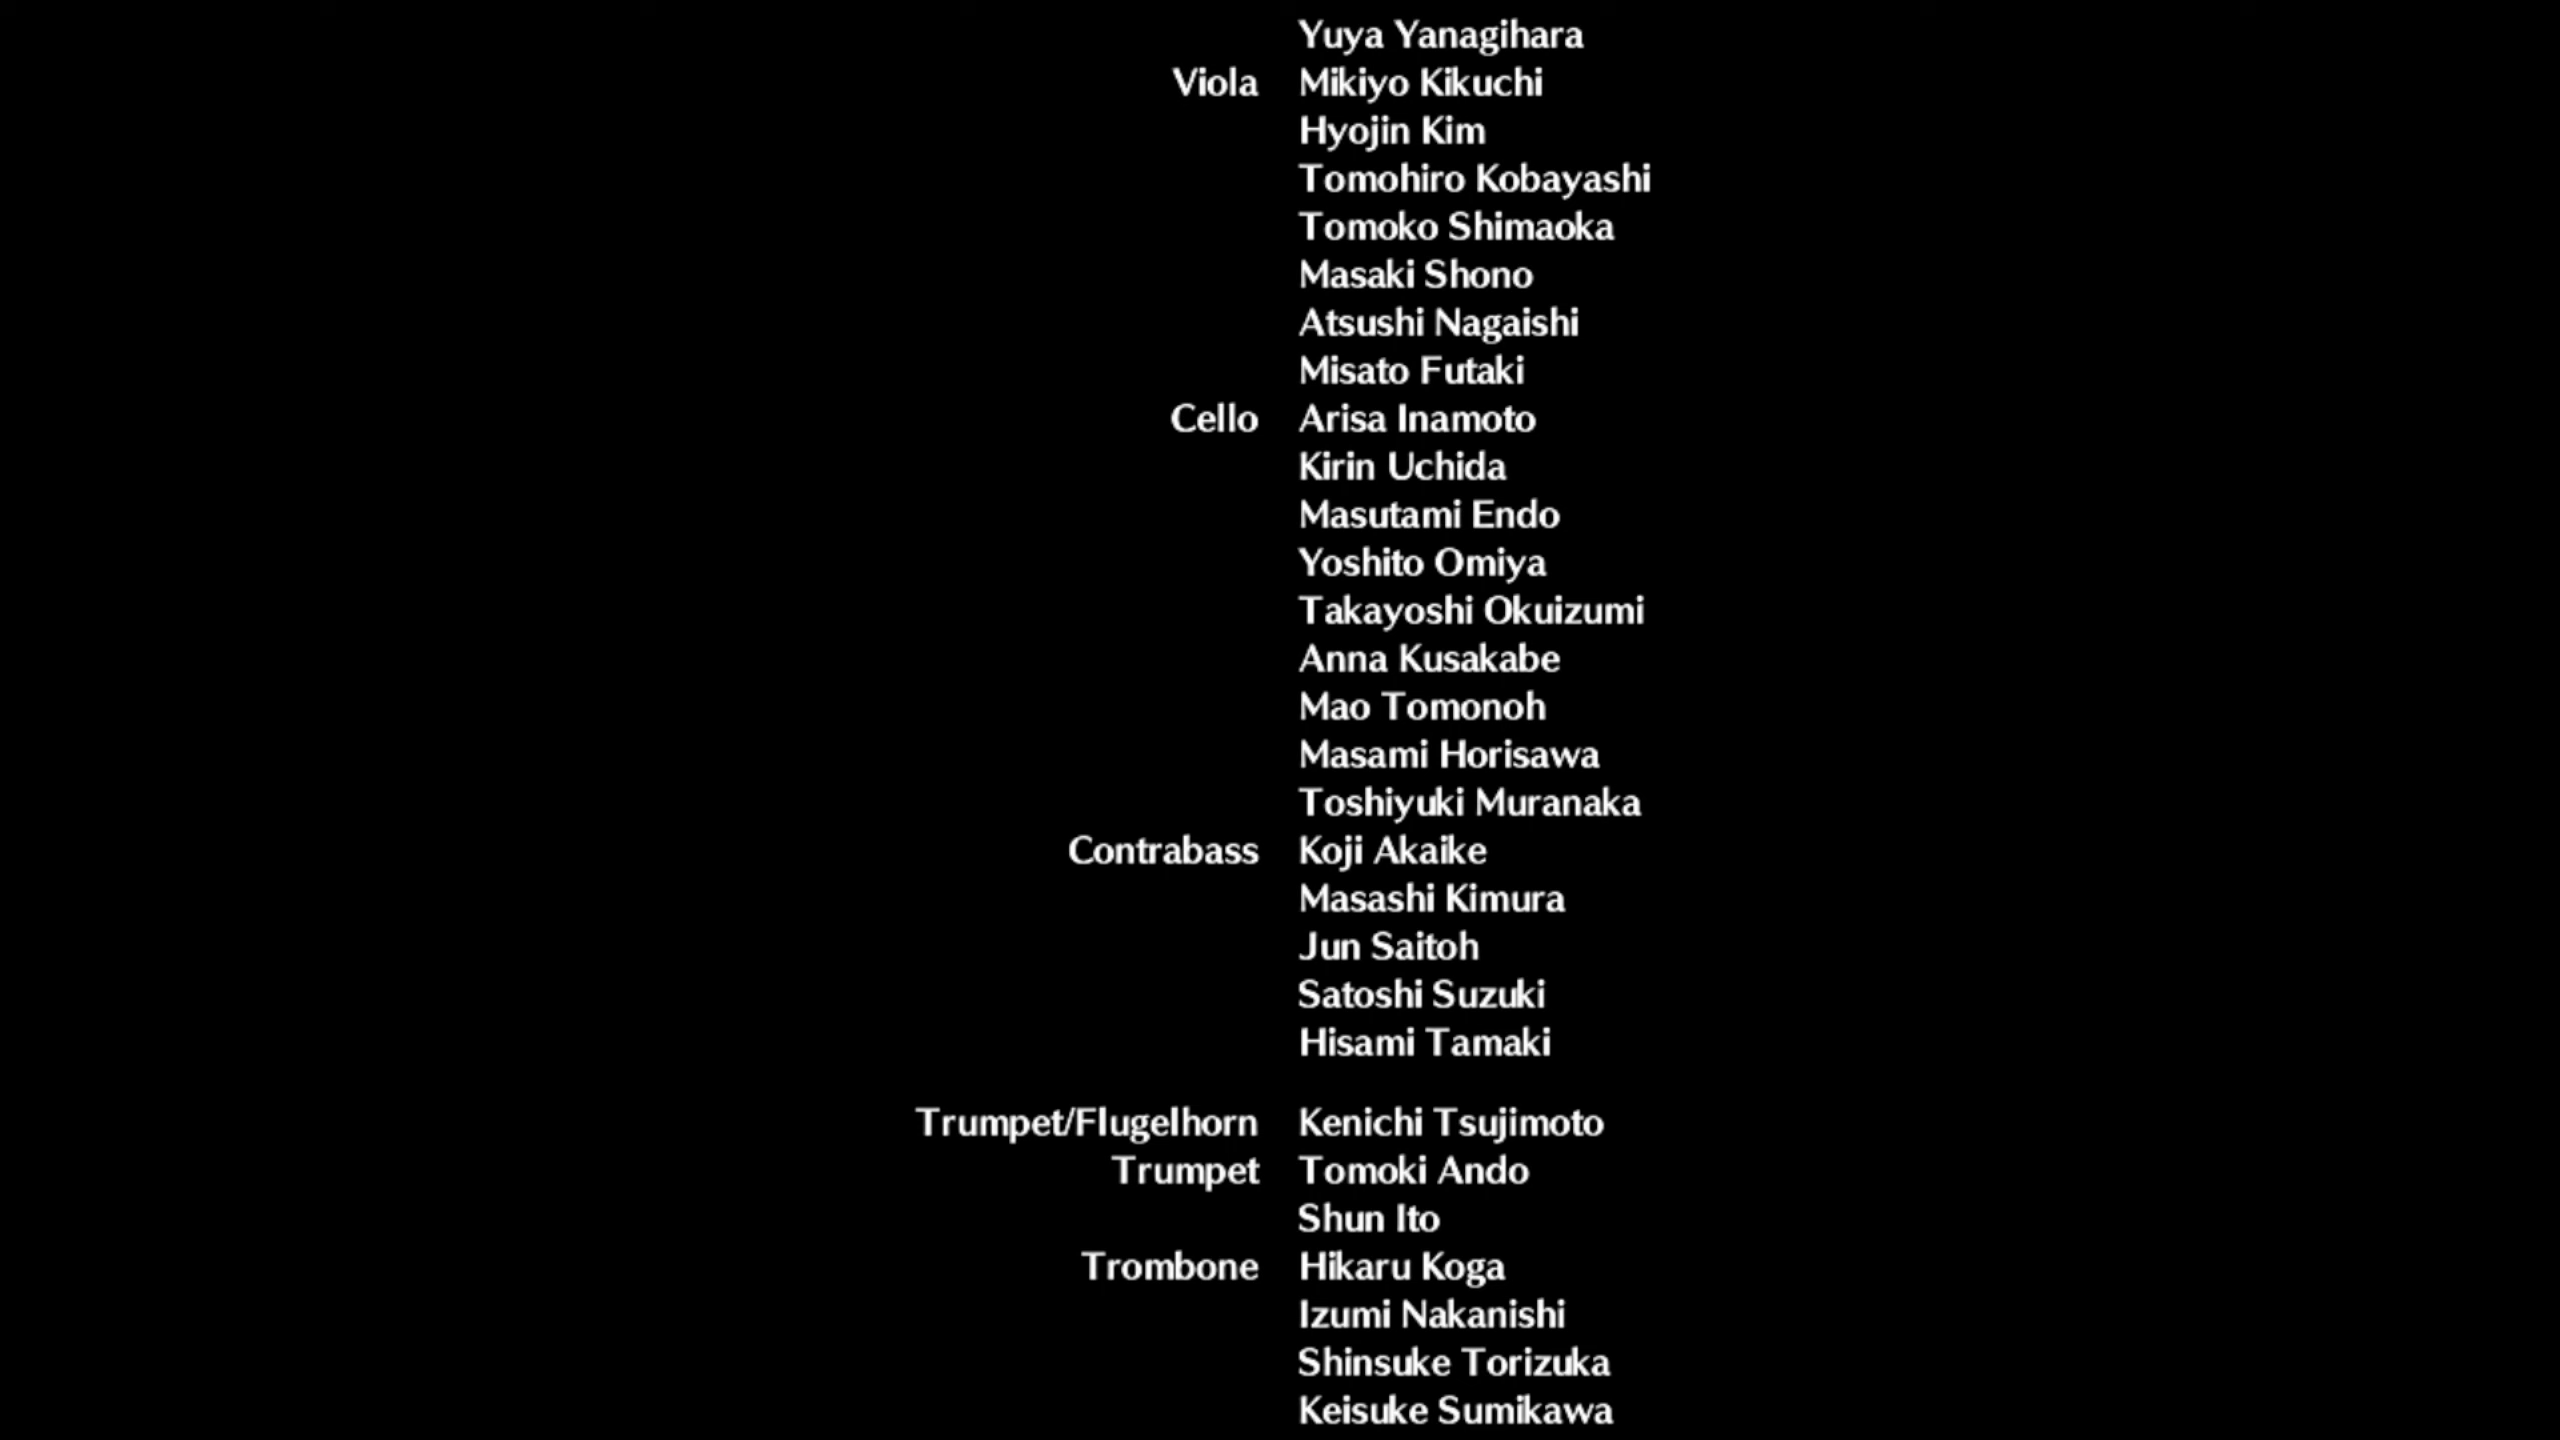 Yuya Yanagihara
Viola Mikiyo Kikuchi
Hyojin Kim
Tomohiro Kobayashi
Tomoko Shimaoka
Masaki Shono
Atsushi Nagaishi
Misato Futaki
Cello Arisa Inamoto
Kirin Uchida
Masutami Endo
Yoshito Omiya
Takayoshi Okuizumi
Anna Kusakabe
Mao Tomonoh
Masami Horisawa
Toshiyuki Muranaka
Contrabass Koji Akaike
Masashi Kimura
Jun Saitoh
Satoshi Suzuki
Hisami Tamaki
Trumpet/Flugelhorn Kenichi Tsujimoto
Trumpet Tomoki Ando
Shun Ito
Trombone Hikaru Koga
Izumi Nakanishi
Shinsuke Torizuka
Keisuke Sumikawa